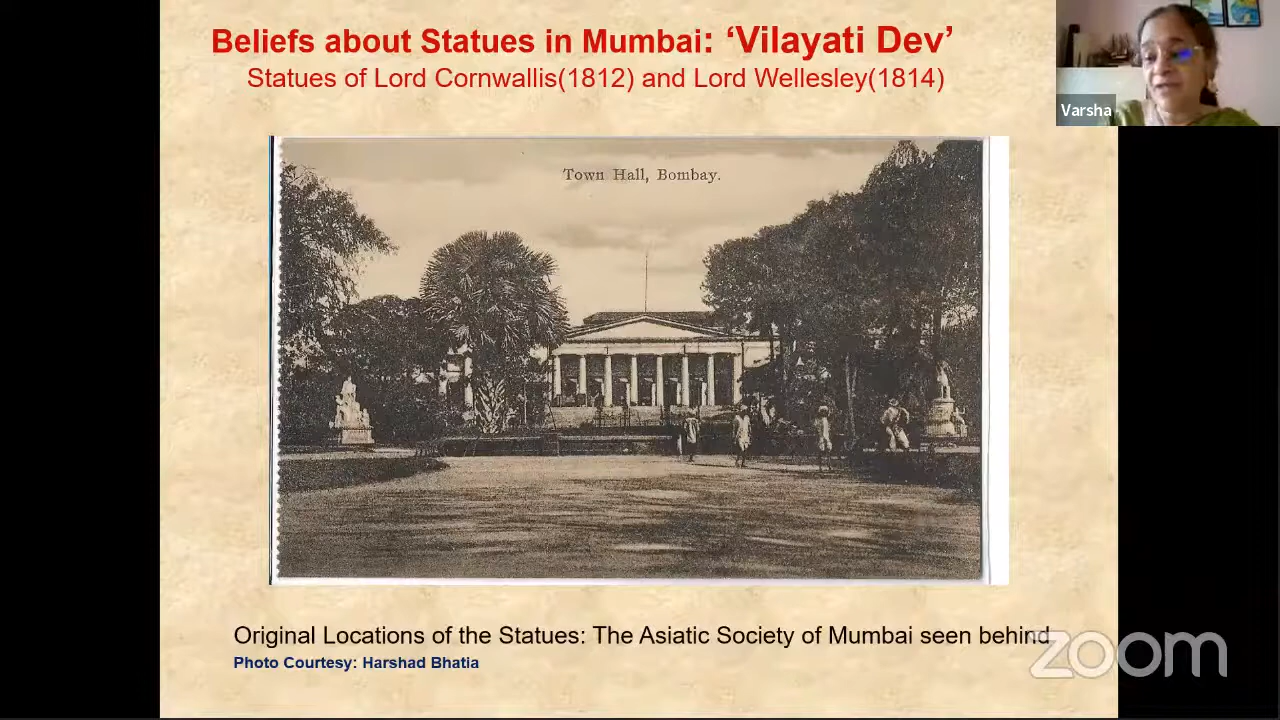 Beliefs about Statues in Mumbai: ‘Vilayati Dev’
Statues of Lord Cornwallis(1812) and Lord Wellesley(1814)
Varsha
Town Hall, Bombay.
Original Locations of the Statues: The Asiatic Society of Mumbai seen behind
Photo Courtesy: Harshad Bhatia
zoom